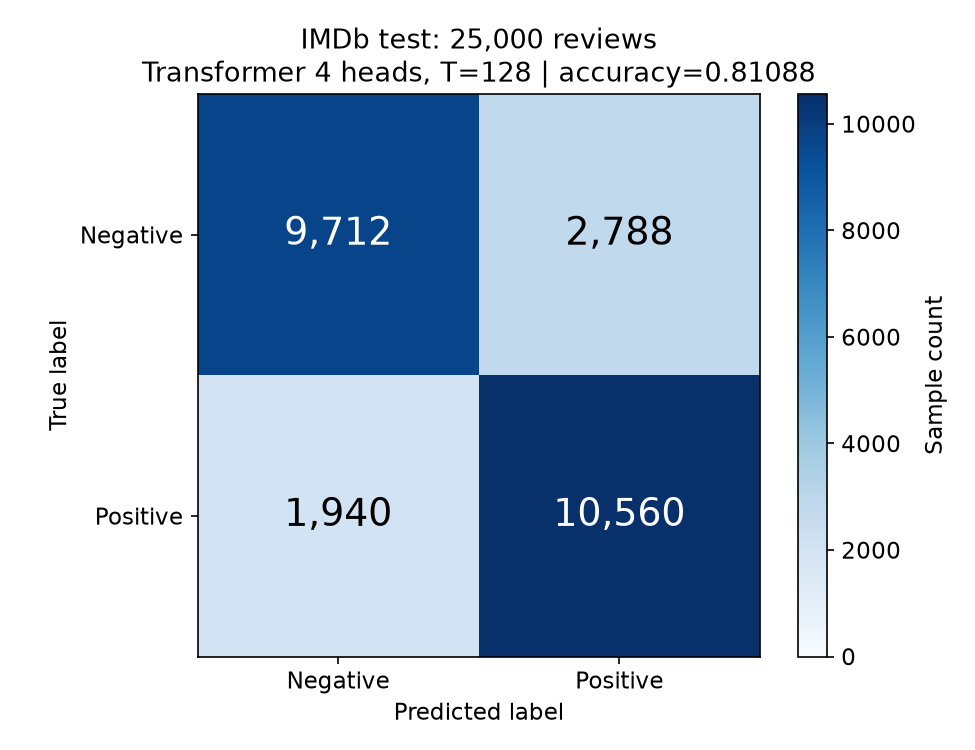 IMDb test: 25,000 reviews
Transformer 4 heads, T=128 | accuracy=0.81088
True label
Negative
9,712
2,788
Positive
1,940
10,560
Negative
Positive
Predicted label
10000
8000
6000
4000
2000
0
Sample count